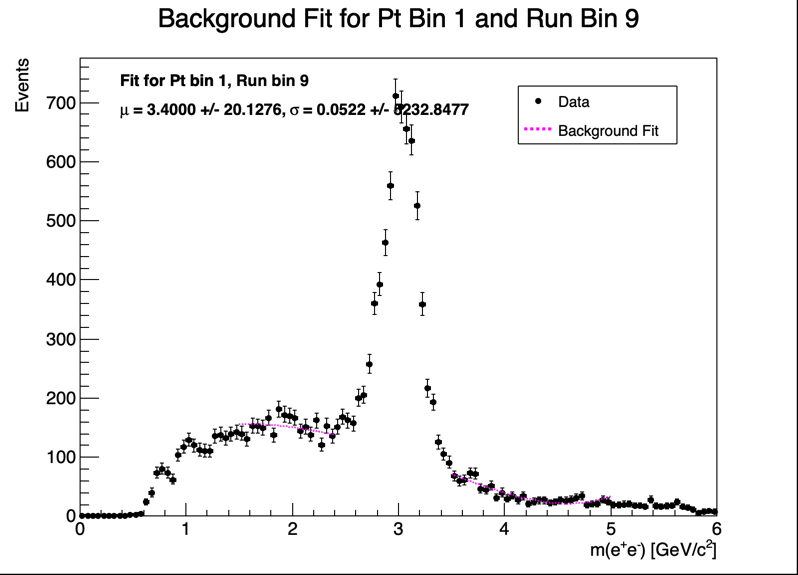 Background Fit for Pt Bin 1 and Run Bin 9
Events
Fit for Pt bin 1, Run bin 9
μ = 3.4000 +/- 20.1276, σ = 0.0522 +/- 232.8477
Data
Background Fit
700
600
500
400
300
200
100
0
0 1 2 3 4 5 6
m(e⁺e⁻) [GeV/c²]